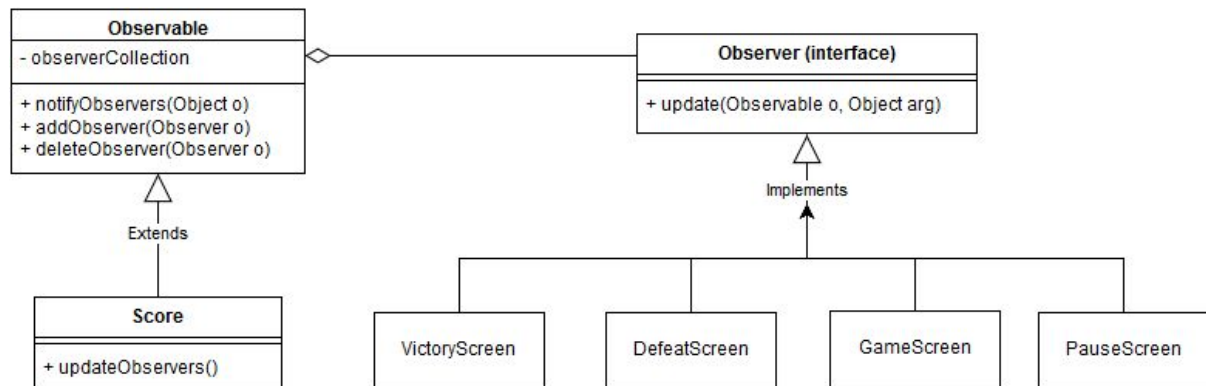 Observable
- observerCollection
+ notifyObservers(Object o)
+ addObserver(Observer o)
+ deleteObserver(Observer o)
Observer (interface)
+ update(Observable o, Object arg)
Extends
Implements
Score
+ updateObservers()
VictoryScreen
DefeatScreen
GameScreen
PauseScreen